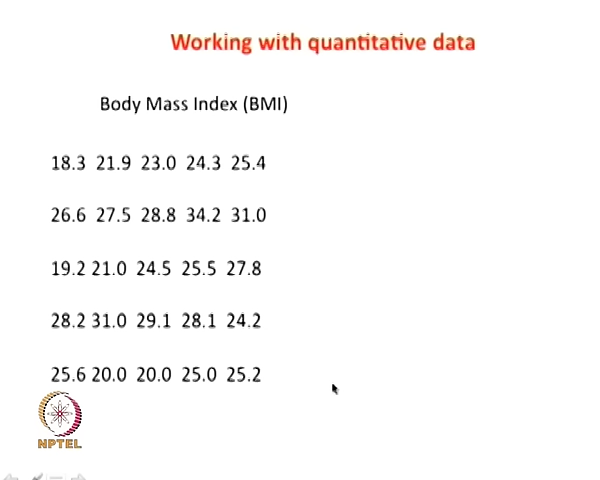 Working with quantitative data
Body Mass Index (BMI)
18.3 21.9 23.0 24.3 25.4
26.6 27.5 28.8 34.2 31.0
19.2 21.0 24.5 25.5 27.8
28.2 31.0 29.1 28.1 24.2
25.6 20.0 20.0 25.0 25.2
NPTEL